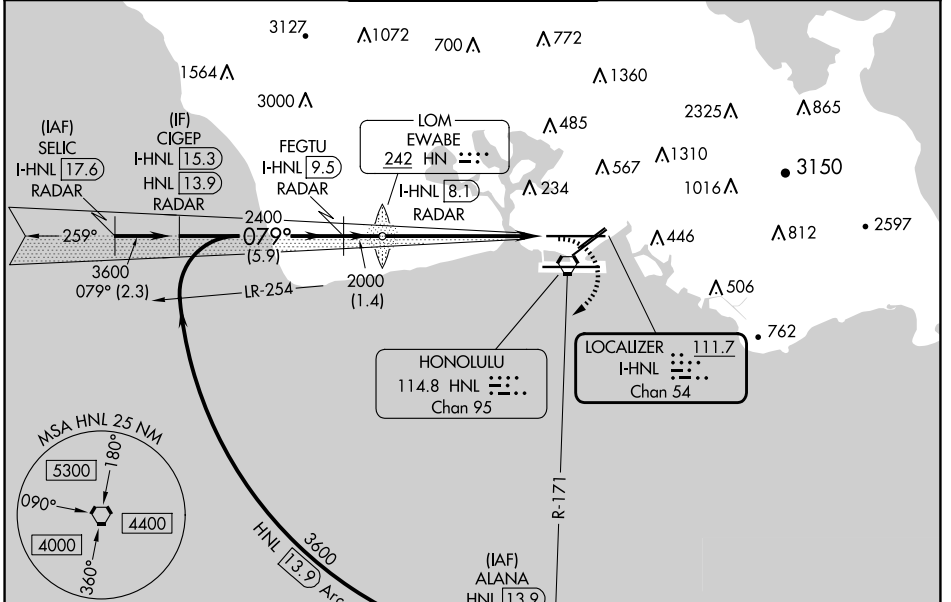 3127
1072
700
772
1564
1360
3000
2325
865
(IAF)
SELIC
I-HNL 17.6
RADAR
(IF)
CIGEP
I-HNL 15.3
HNL 13.9
RADAR
FEGTU
I-HNL 9.5
RADAR
LOM
EWABE
242 HN
I-HNL 8.1
RADAR
485
567
1310
3150
234
1016
2400
259°
079°
(5.9)
446
812
2597
3600
079° (2.3)
LR-254
2000
(1.4)
506
762
HONOLULU
114.8 HNL
Chan 95
LOCALIZER 111.7
I-HNL
Chan 54
MSA HNL 25 NM
5300
180°
090°
4400
4000
360°
R-171
3600
HNL 13.9 Arc
(IAF)
ALANA
HNL 13.9